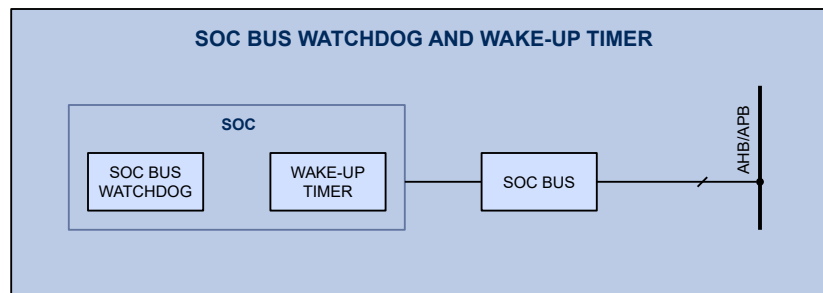 SOC BUS WATCHDOG AND WAKE-UP TIMER
SOC
SOC BUS
WATCHDOG
WAKE-UP
TIMER
SOC BUS
AHB/APB